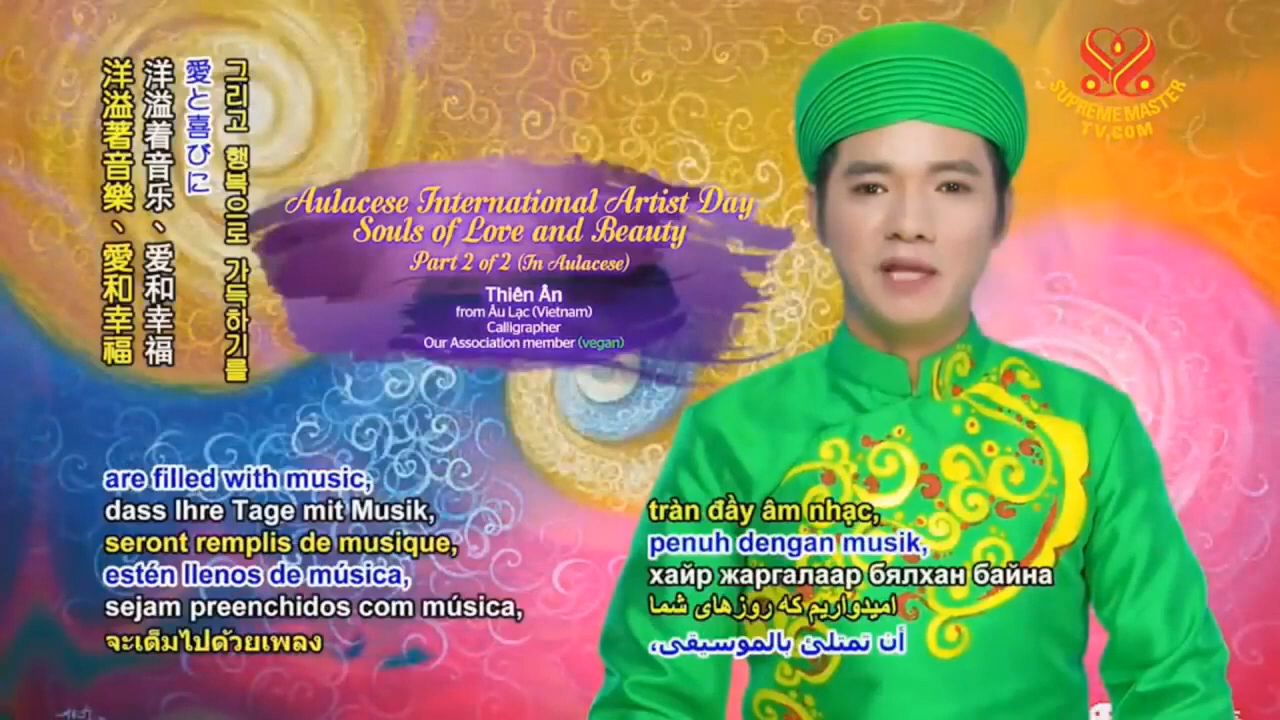 그리고 행복으로 가득하기를
愛と喜びに
洋溢着音乐、爱和幸福
洋溢著音樂、愛和幸福
Aulacese International Artist Day
Souls of Love and Beauty
Part 2 of 2 (In Aulacese)
Thiên Ân
from Âu Lạc (Vietnam)
Calligrapher
Our Association member (vegan)
SUPREME MASTER
TV.COM
are filled with music,
dass Ihre Tage mit Musik,
seront remplis de musique,
estén llenos de música,
sejam preenchidos com música,
จะเต็มไปด้วยเพลง
tràn đầy âm nhạc,
penuh dengan musik,
хайр жаргалаар бялхан байна
امیدواریم که روزهای شما
أن تمتلئ بالموسيقى،